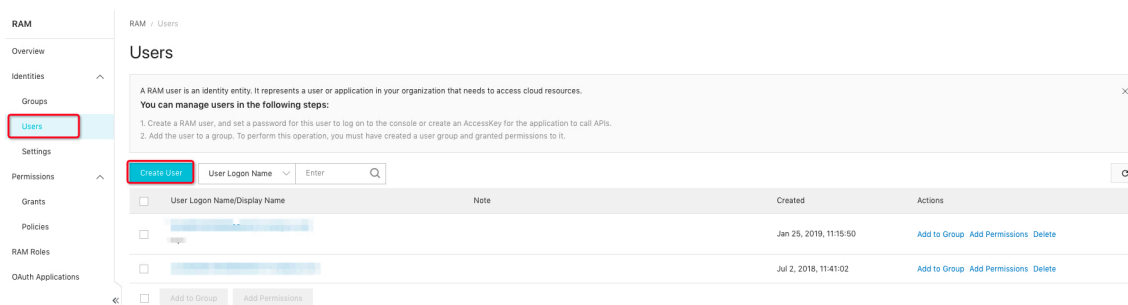 RAM
RAM / Users
Overview
Users
Identities
Groups
Users
Settings
Permissions
Grants
Policies
RAM Roles
OAuth Applications
A RAM user is an identity entity. It represents a user or application in your organization that needs to access cloud resources.
You can manage users in the following steps:
1. Create a RAM user, and set a password for this user to log on to the console or create an AccessKey for the application to call APIs.
2. Add the user to a group. To perform this operation, you must have created a user group and granted permissions to it.
Create User User Logon Name Enter
User Logon Name/Display Name Note Created Actions
Jan 25, 2019, 11:15:50 Add to Group Add Permissions Delete
Jul 2, 2018, 11:41:02 Add to Group Add Permissions Delete
Add to Group Add Permissions